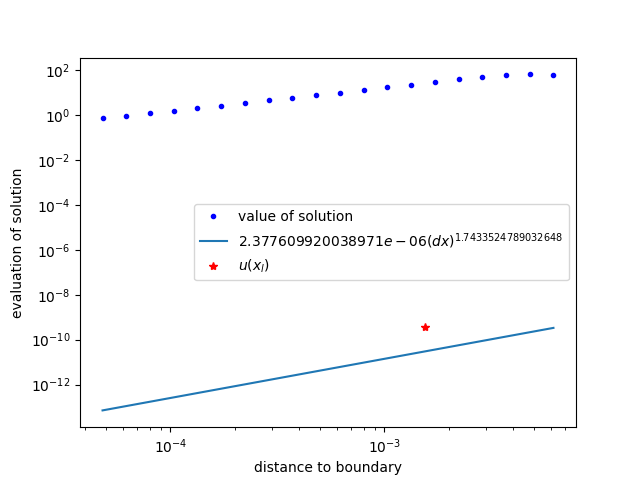 10²
10⁰
10⁻²
10⁻⁴
10⁻⁶
10⁻⁸
10⁻¹⁰
10⁻¹²
evaluation of solution
value of solution
2.377609920038971e − 06(dx)^1.7433524789032648
u(x_l)
10⁻⁴ 10⁻³
distance to boundary